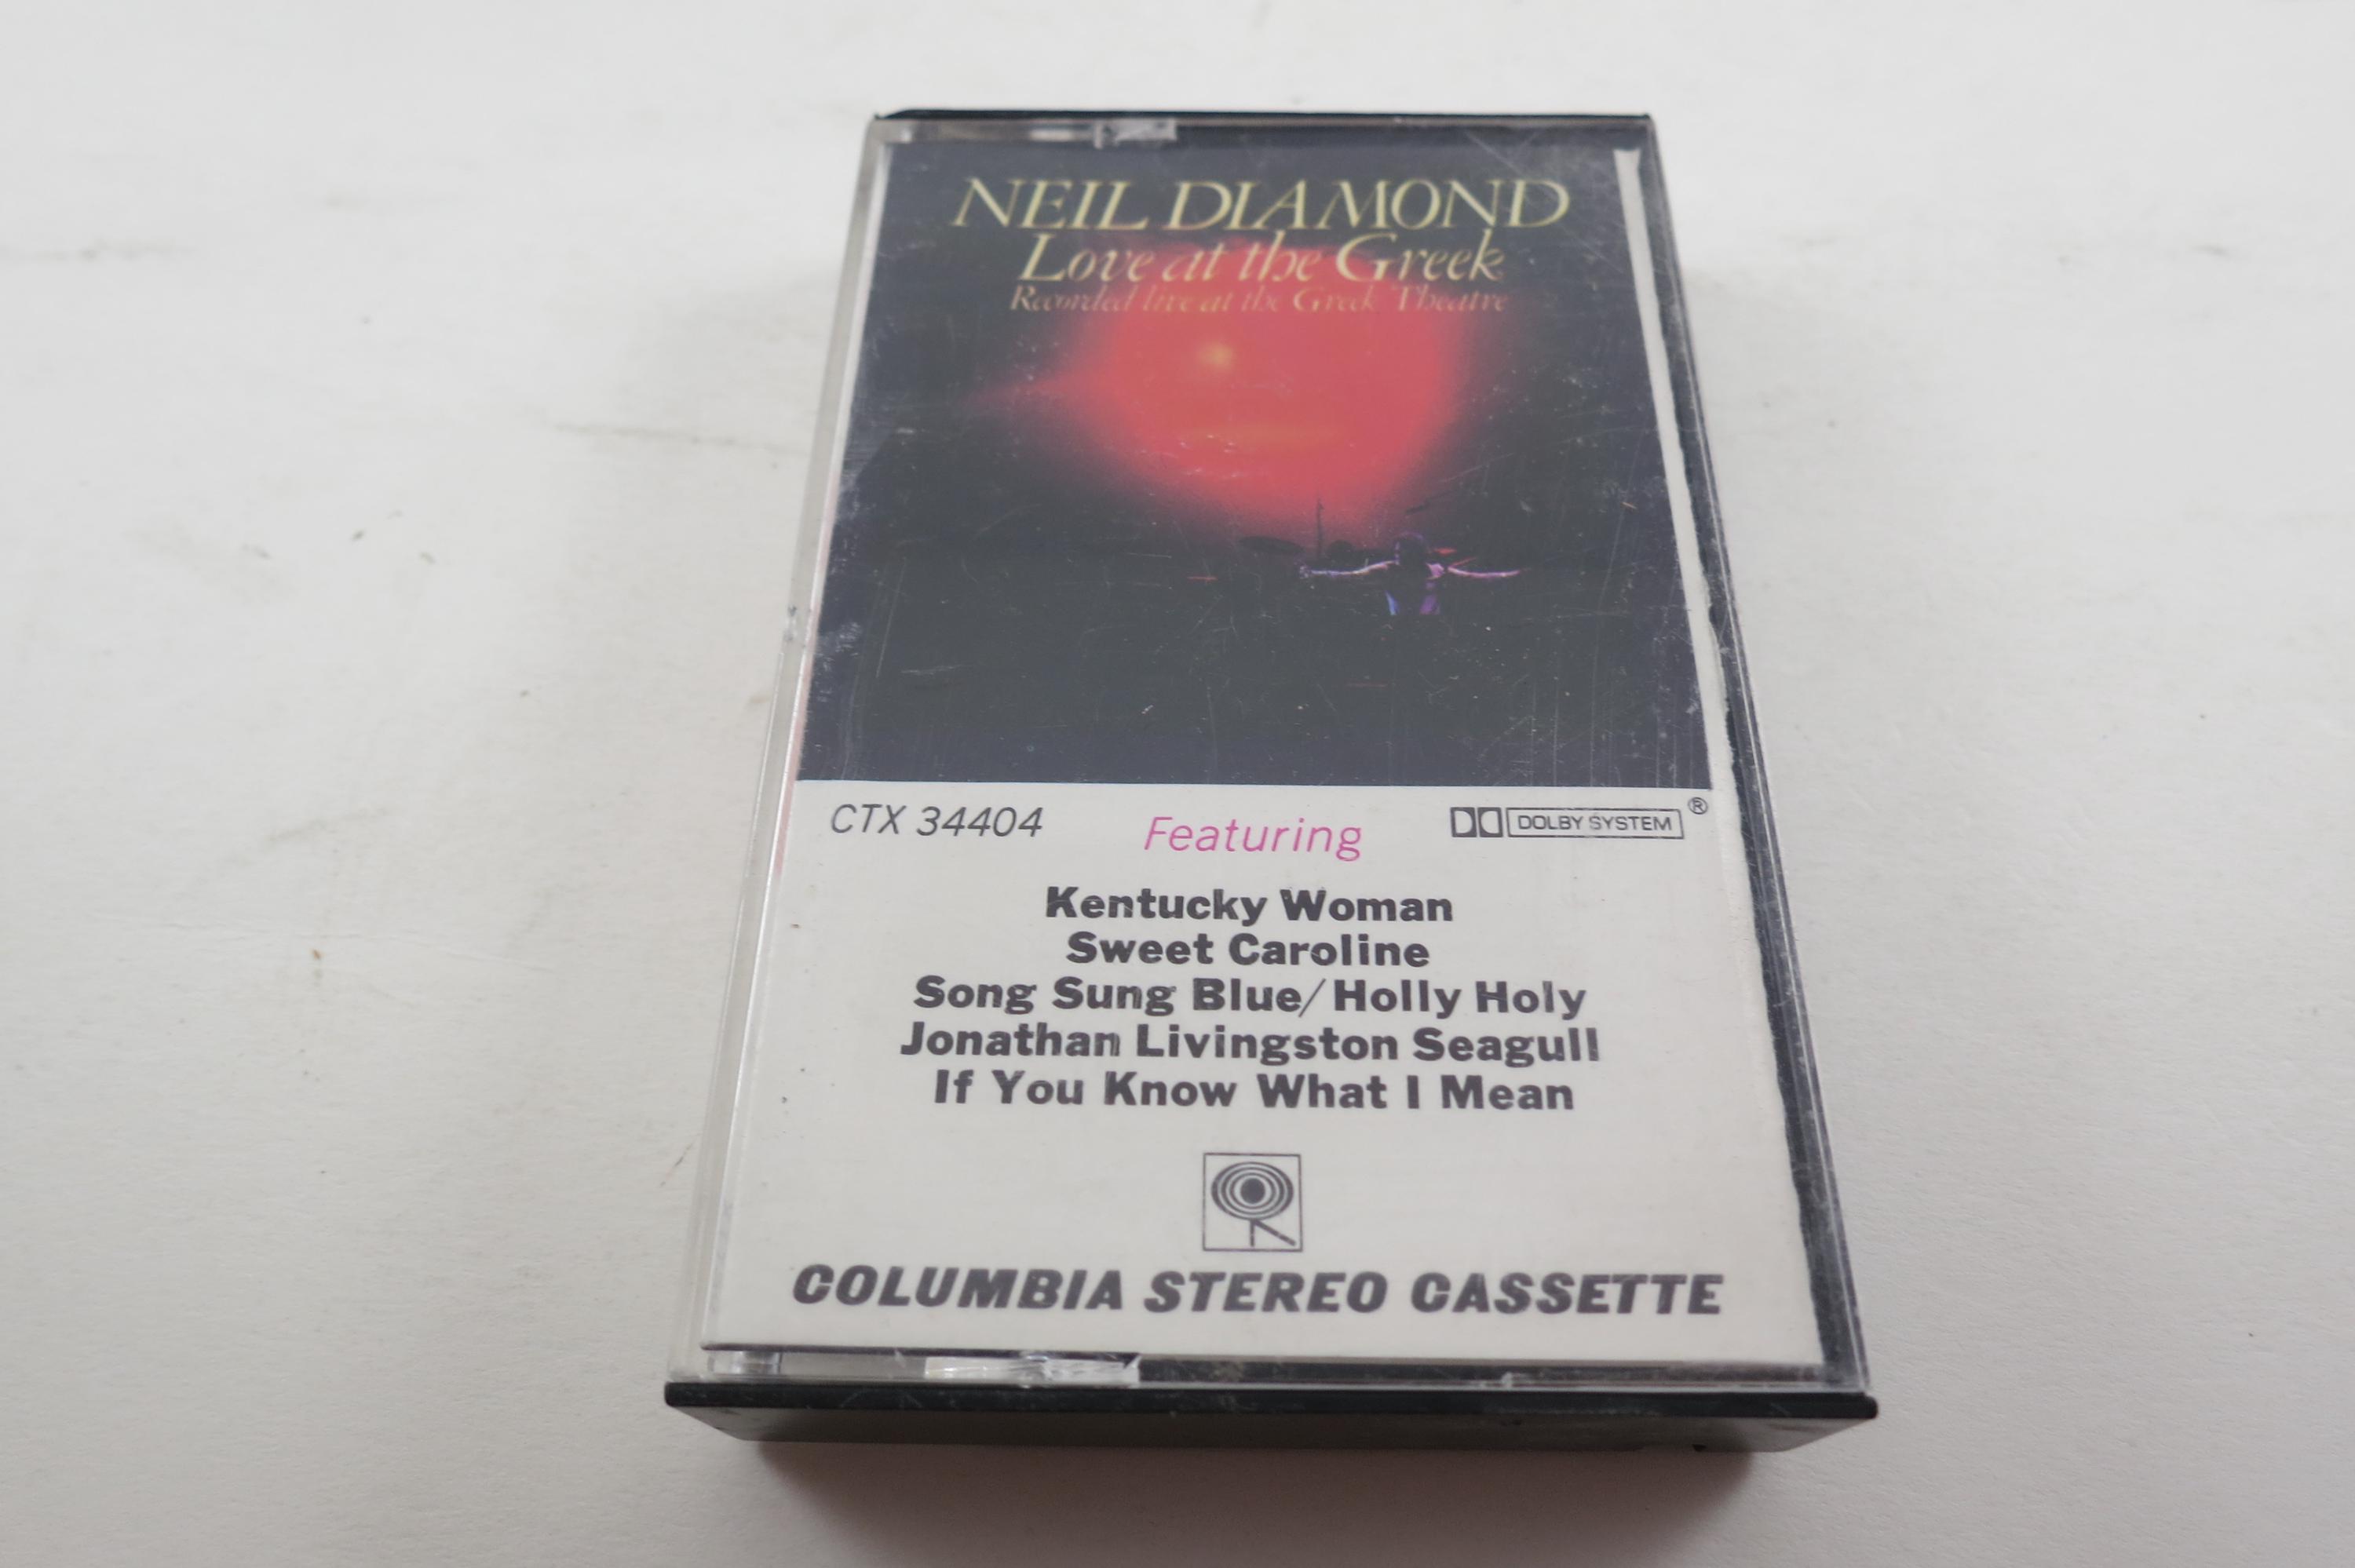 NEIL DIAMOND
Love at the Greek
Recorded live at the Greek Theatre
CTX 34404
Featuring
DOLBY SYSTEM ®
Kentucky Woman
Sweet Caroline
Song Sung Blue/Holly Holy
Jonathan Livingston Seagull
If You Know What I Mean
COLUMBIA STEREO CASSETTE